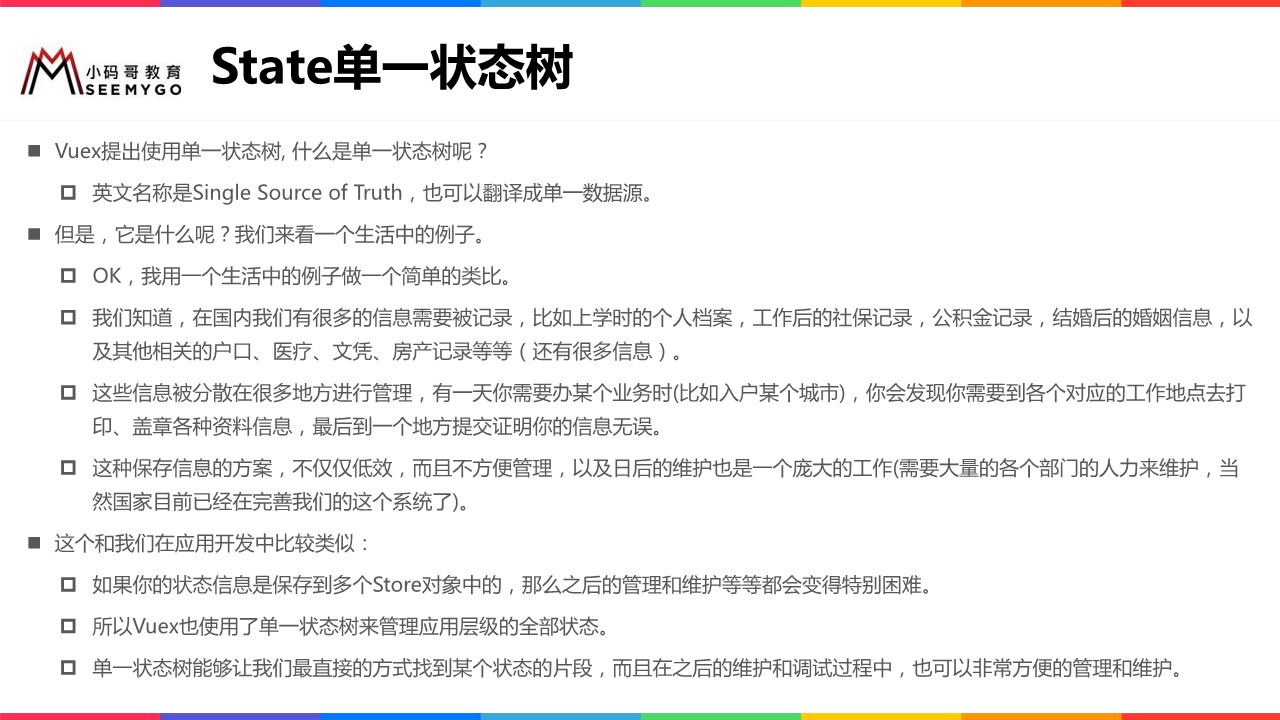 小码哥教育
SEEMYGO
State单一状态树
Vuex提出使用单一状态树, 什么是单一状态树呢？
英文名称是Single Source of Truth，也可以翻译成单一数据源。
但是，它是什么呢？我们来看一个生活中的例子。
OK，我用一个生活中的例子做一个简单的类比。
我们知道，在国内我们有很多的信息需要被记录，比如上学时的个人档案，工作后的社保记录，公积金记录，结婚后的婚姻信息，以
及其他相关的户口、医疗、文凭、房产记录等等（还有很多信息）。
这些信息被分散在很多地方进行管理，有一天你需要办某个业务时(比如入户某个城市)，你会发现你需要到各个对应的工作地点去打
印、盖章各种资料信息，最后到一个地方提交证明你的信息无误。
这种保存信息的方案，不仅仅低效，而且不方便管理，以及日后的维护也是一个庞大的工作(需要大量的各个部门的人力来维护，当
然国家目前已经在完善我们的这个系统了)。
这个和我们在应用开发中比较类似：
如果你的状态信息是保存到多个Store对象中的，那么之后的管理和维护等等都会变得特别困难。
所以Vuex也使用了单一状态树来管理应用层级的全部状态。
单一状态树能够让我们最直接的方式找到某个状态的片段，而且在之后的维护和调试过程中，也可以非常方便的管理和维护。